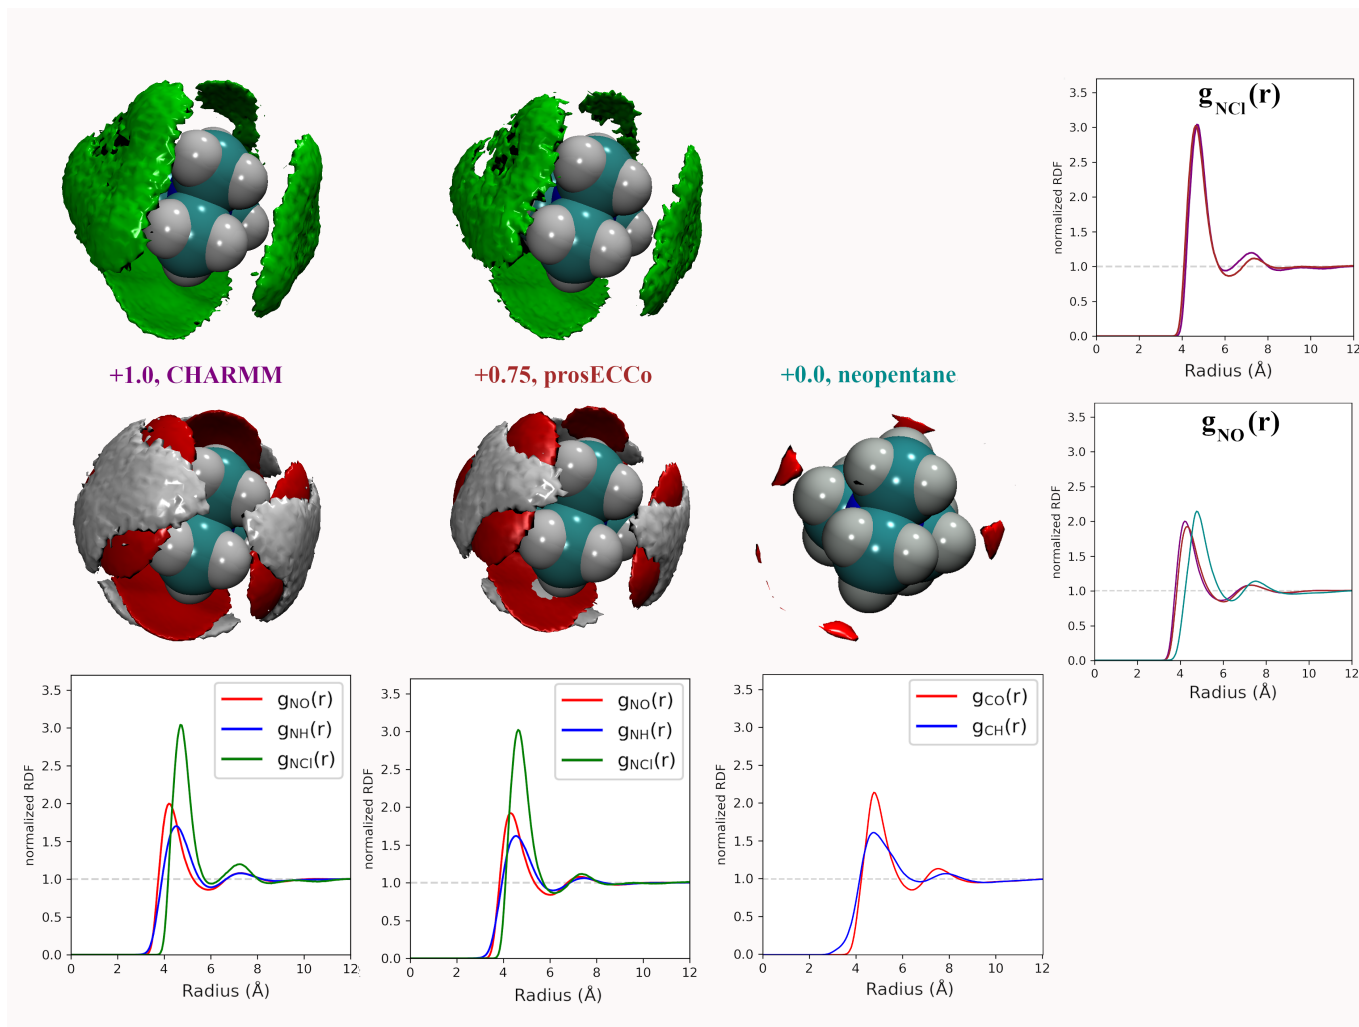 g_NCl(r)
normalized RDF
3.5
3.0
2.5
2.0
1.5
1.0
0.5
0.0
0 2 4 6 8 10 12
Radius (Å)
+1.0, CHARMM
+0.75, prosECCo
+0.0, neopentane
g_NO(r)
normalized RDF
3.5
3.0
2.5
2.0
1.5
1.0
0.5
0.0
0 2 4 6 8 10 12
Radius (Å)
g_NO(r)
g_NH(r)
g_NCl(r)
normalized RDF
3.5
3.0
2.5
2.0
1.5
1.0
0.5
0.0
0 2 4 6 8 10 12
Radius (Å)
g_NO(r)
g_NH(r)
g_NCl(r)
normalized RDF
3.5
3.0
2.5
2.0
1.5
1.0
0.5
0.0
0 2 4 6 8 10 12
Radius (Å)
g_CO(r)
g_CH(r)
normalized RDF
3.5
3.0
2.5
2.0
1.5
1.0
0.5
0.0
0 2 4 6 8 10 12
Radius (Å)